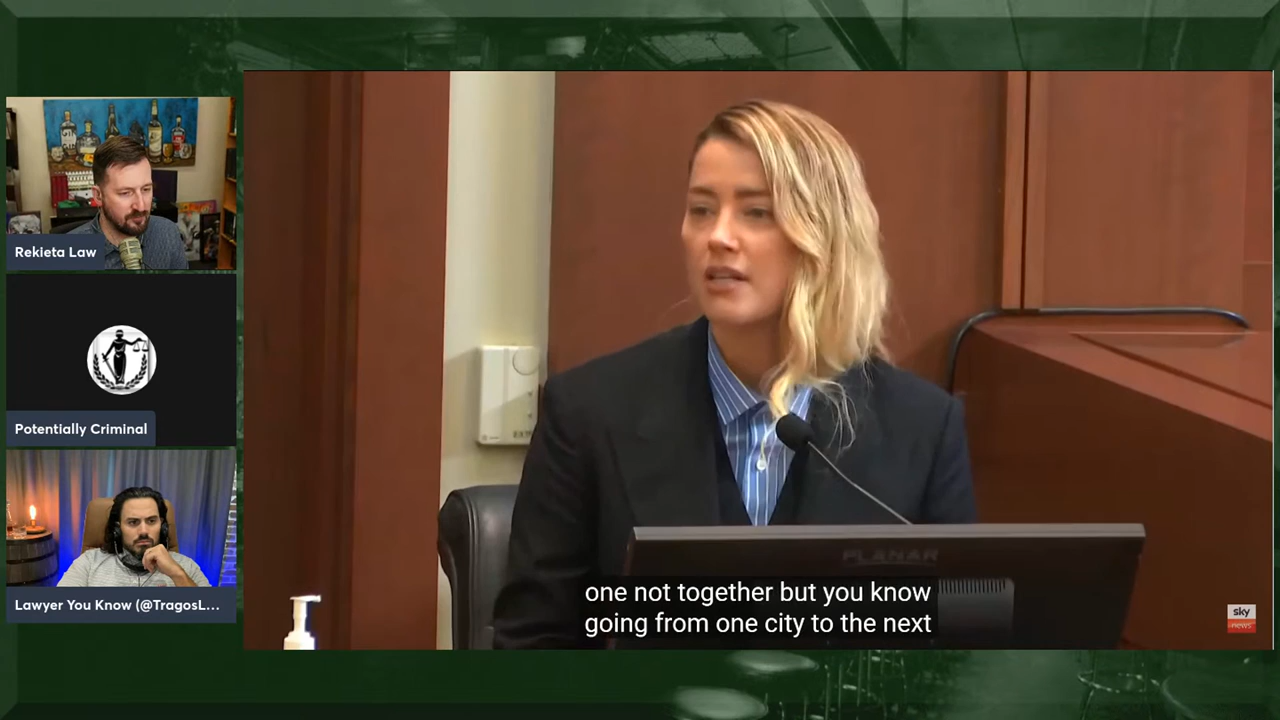 Rekieta Law
Potentially Criminal
Lawyer You Know (@TragosL...
PLANAR
one not together but you know
going from one city to the next
sky
news